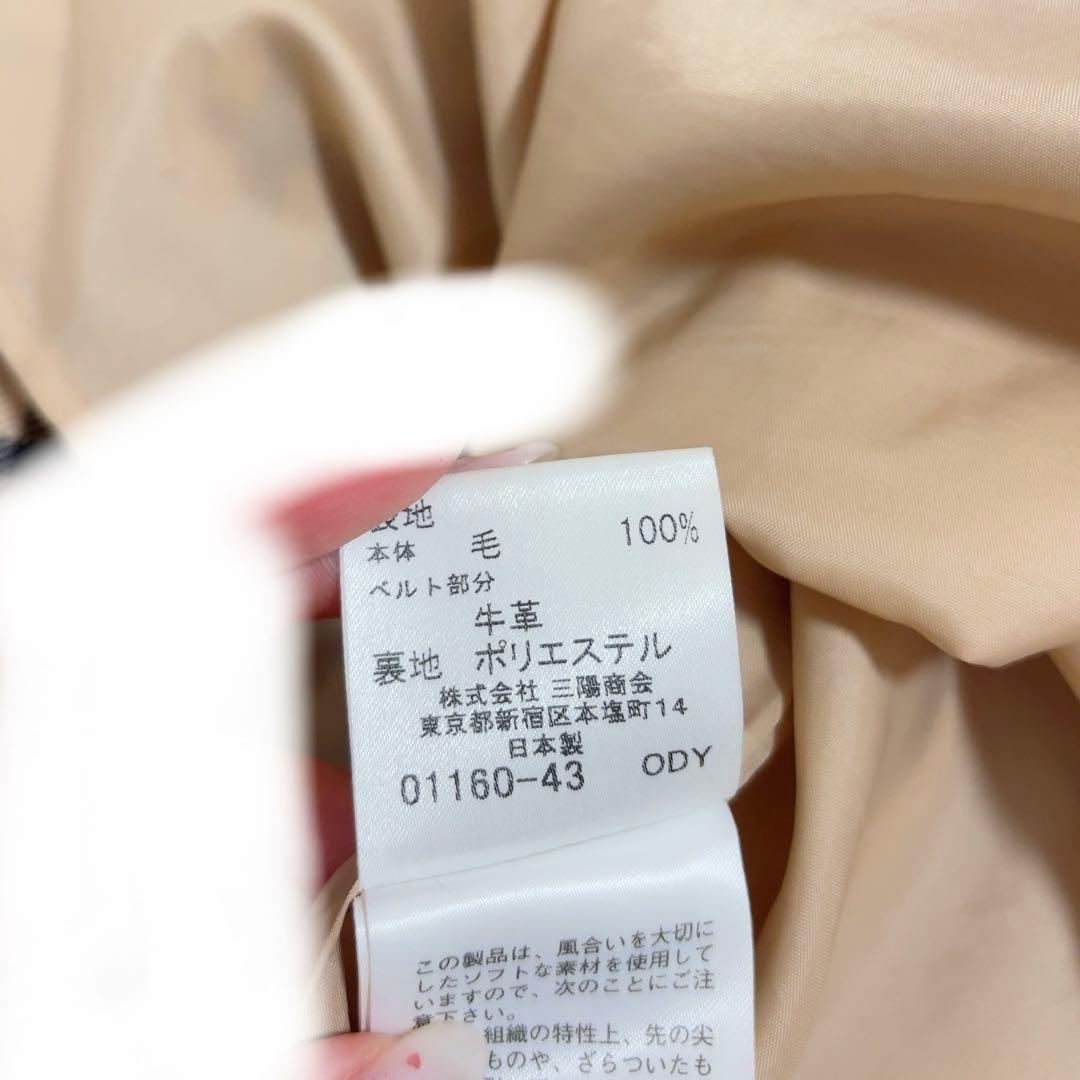 表地
本体 毛 100%
ベルト部分
牛革
裏地 ポリエステル
株式会社 三陽商会
東京都新宿区本塩町14
日本製
01160-43 ODY
この製品は、風合いを大切に
したソフトな素材を使用して
いますので、次のことにご注
意下さい。
組織の特性上、先の尖
ものや、ざらついたも